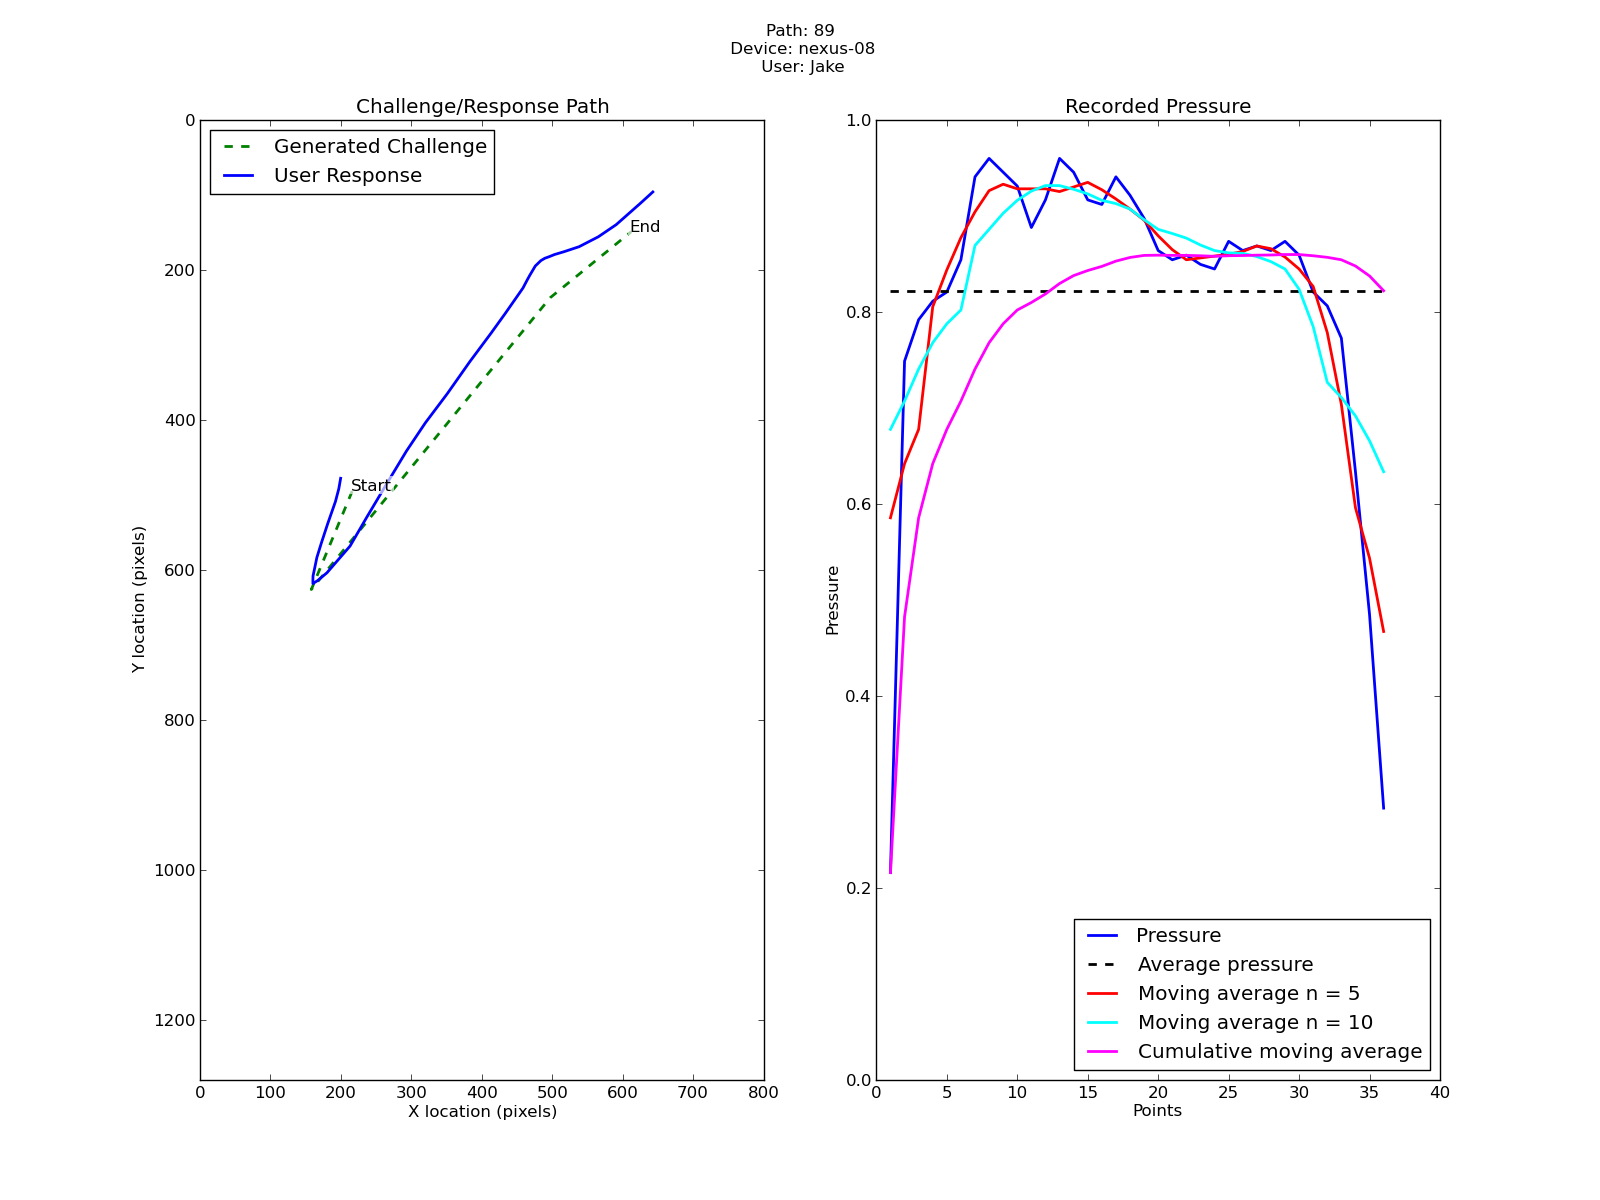 Path: 89
Device: nexus-08
User: Jake
Challenge/Response Path
Generated Challenge
User Response
End
Start
0
200
400
600
800
1000
1200
Y location (pixels)
0 100 200 300 400 500 600 700 800
X location (pixels)
Recorded Pressure
1.0
0.8
0.6
0.4
0.2
0.0
Pressure
Pressure
Average pressure
Moving average n = 5
Moving average n = 10
Cumulative moving average
0 5 10 15 20 25 30 35 40
Points